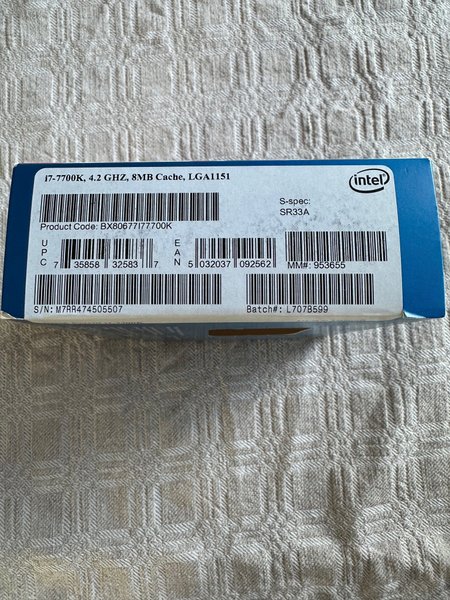 i7-7700K, 4.2 GHZ, 8MB Cache, LGA1151
intel
S-spec:
SR33A
Product Code: BX80677I77700K
UPC 7 35858 32583 7
EAN 5 032037 092562
MM#: 953655
S/N: M7RR474505507
Batch#: L707B599